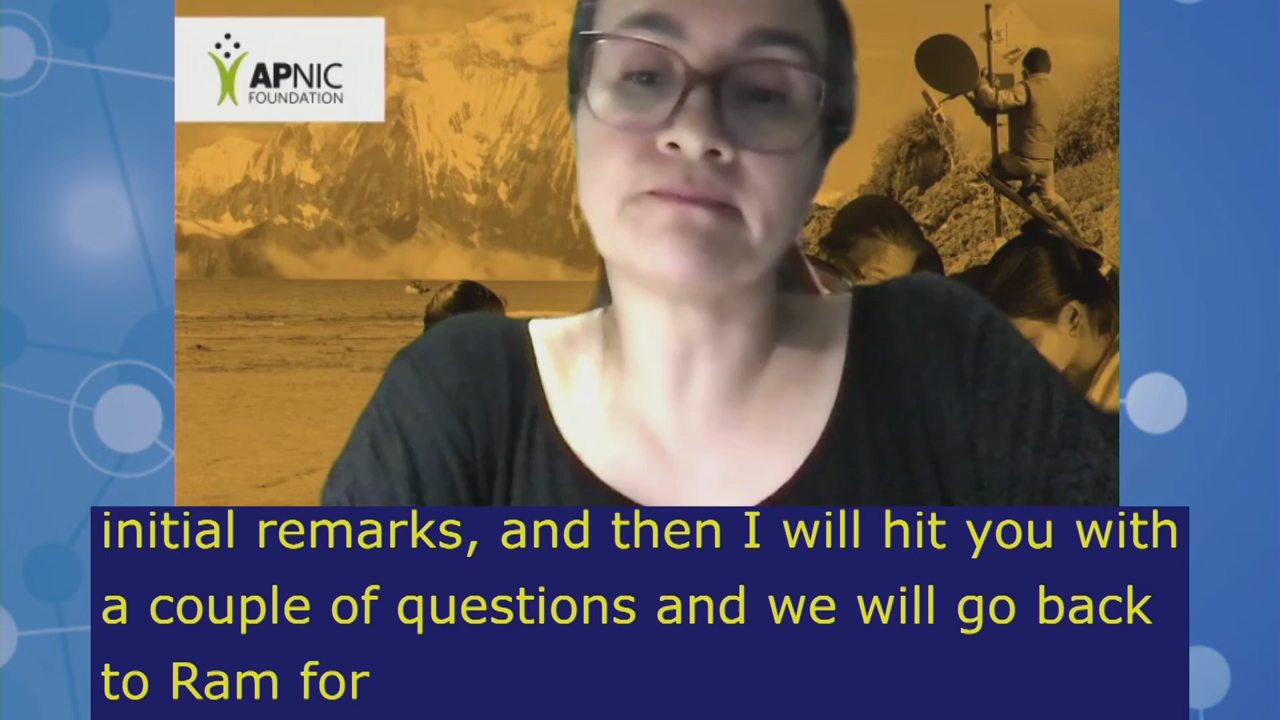 APNIC
FOUNDATION
initial remarks, and then I will hit you with
a couple of questions and we will go back
to Ram for